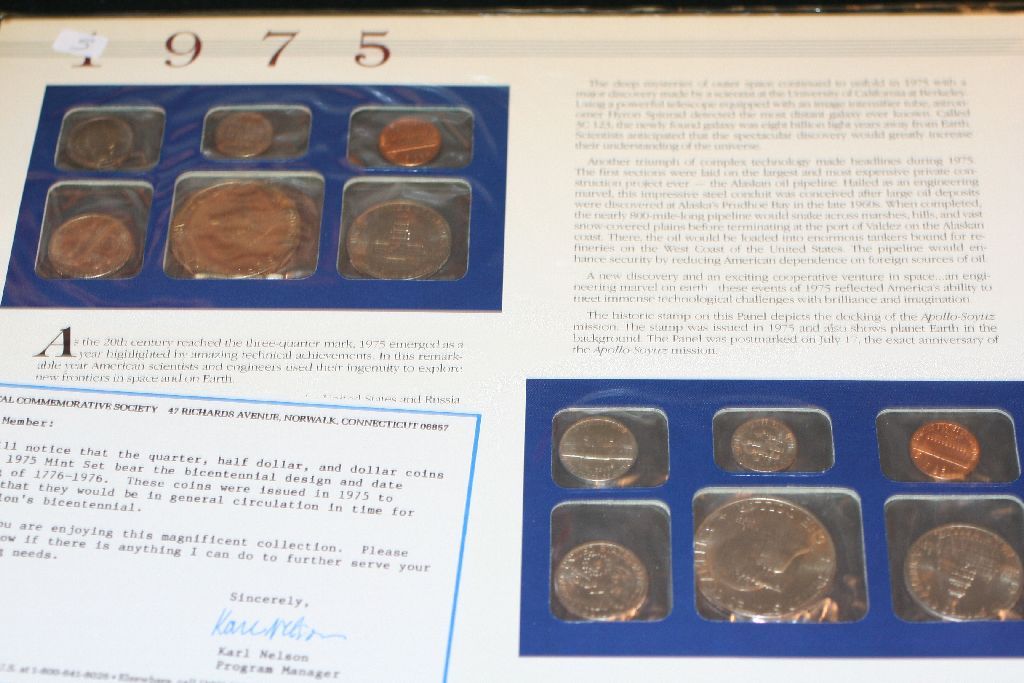 1975
5
The deep mysteries of outer space continued to unfold in 1975 with a
major discovery made by a scientist at the University of California at Berkeley.
Using a powerful telescope equipped with an image intensifier tube, astron-
omer Hyron Spinrad detected the most distant galaxy ever known. Called
3C 123, the newly found galaxy was eight billion light years away from Earth.
Scientists anticipated that the spectacular discovery would greatly increase
their understanding of the universe.
Another triumph of complex technology made headlines during 1975.
The first sections were laid on the largest and most expensive private con-
struction project ever — the Alaskan oil pipeline. Hailed as an engineering
marvel, this impressive steel conduit was conceived after large oil deposits
were discovered at Alaska's Prudhoe Bay in the late 1960s. When completed,
the nearly 800-mile-long pipeline would snake across marshes, hills, and vast
snow-covered plains before terminating at the port of Valdez on the Alaskan
coast. There, the oil would be loaded into enormous tankers bound for re-
fineries on the West Coast of the United States. The pipeline would en-
hance security by reducing American dependence on foreign sources of oil.
A new discovery and an exciting cooperative venture in space...an engi-
neering marvel on earth these events of 1975 reflected America's ability to
meet immense technological challenges with brilliance and imagination.
The historic stamp on this Panel depicts the docking of the Apollo-Soyuz
mission. The stamp was issued in 1975 and also shows planet Earth in the
background. The Panel was postmarked on July 17, the exact anniversary of
the Apollo-Soyuz mission.
As the 20th century reached the three-quarter mark, 1975 emerged as a
year highlighted by amazing technical achievements. In this remark-
able year American scientists and engineers used their ingenuity to explore
new frontiers in space and on Earth.
United States and Russia
AL COMMEMORATIVE SOCIETY 47 RICHARDS AVENUE, NORWALK, CONNECTICUT 06857
Member:
ll notice that the quarter, half dollar, and dollar coins
1975 Mint Set bear the bicentennial design and date
of 1776-1976. These coins were issued in 1975 to
that they would be in general circulation in time for
ion's bicentennial.
ou are enjoying this magnificent collection. Please
ow if there is anything I can do to further serve your
needs.
Sincerely,
Karl Nelson
Karl Nelson
Program Manager
U.S. at 1-800-641-8026 • Elsewhere, call